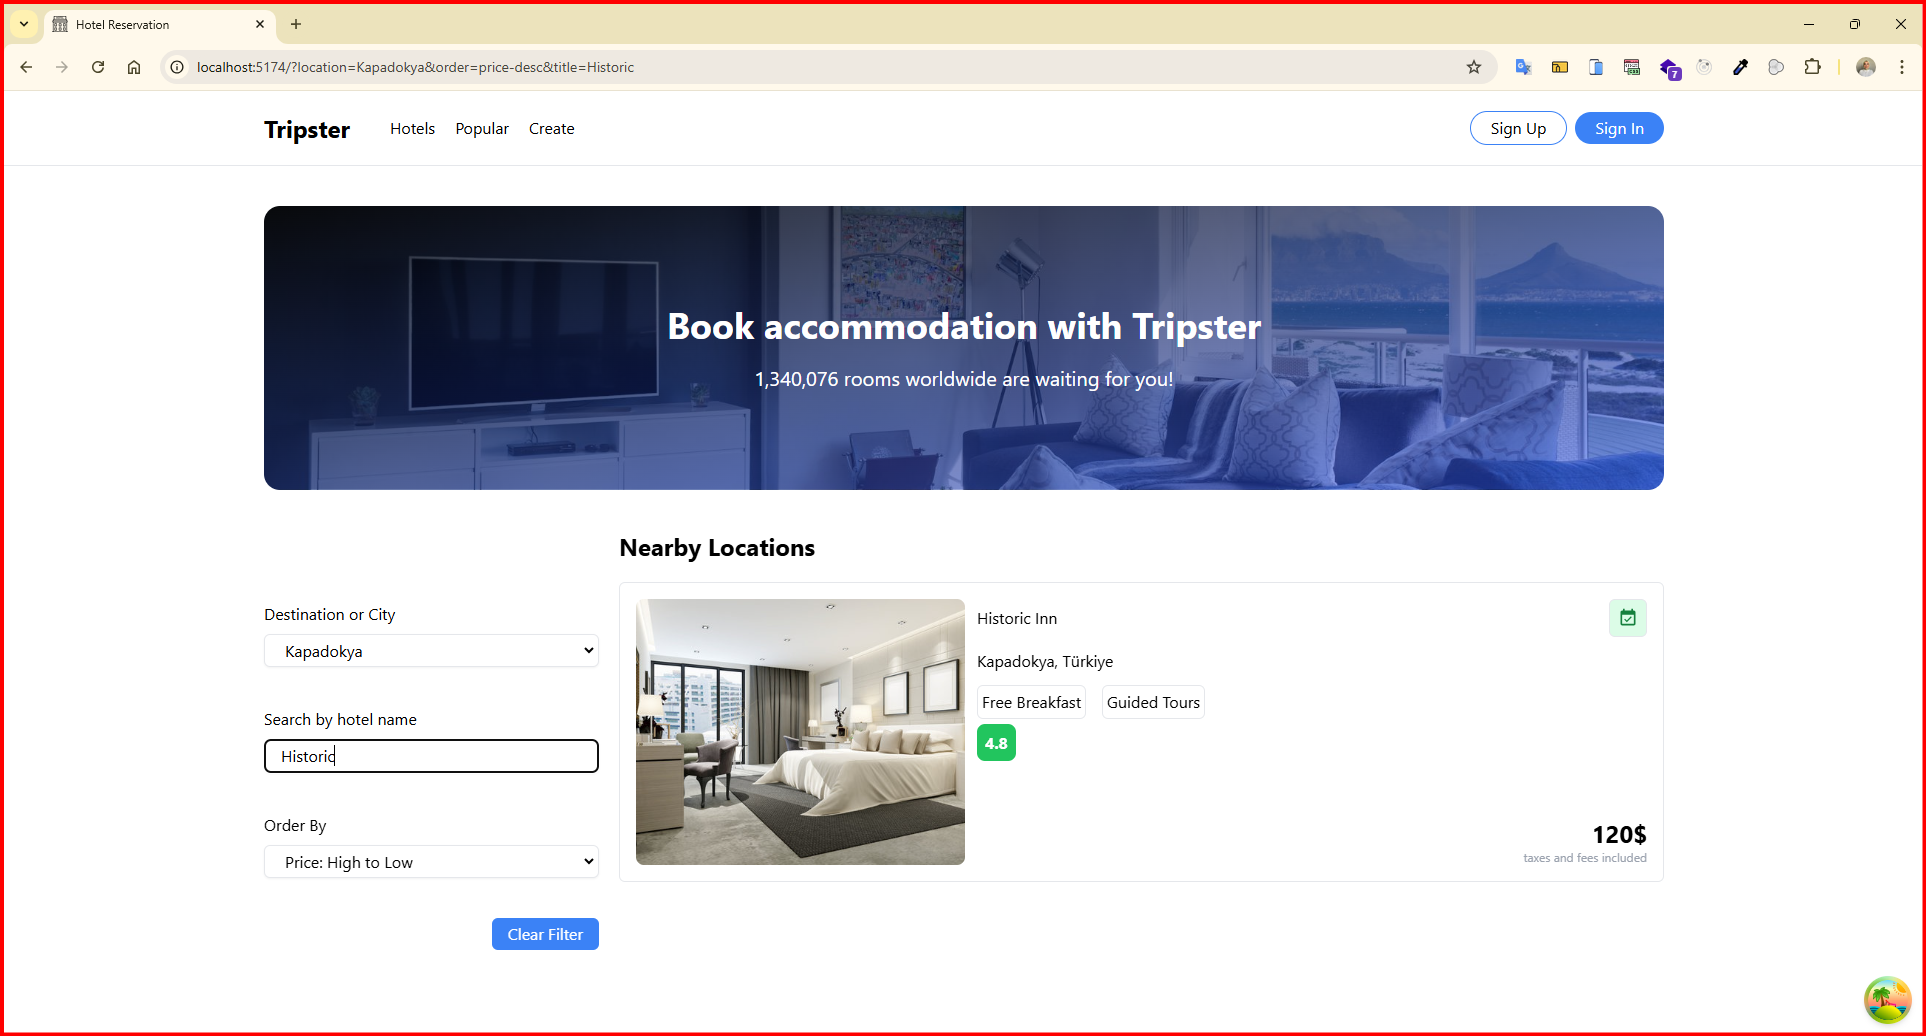 Hotel Reservation
localhost:5174/?location=Kapadokya&order=price-desc&title=Historic
7
Tripster
Hotels Popular Create
Sign Up Sign In
Book accommodation with Tripster
1,340,076 rooms worldwide are waiting for you!
Nearby Locations
Destination or City
Kapadokya
Search by hotel name
Historic
Order By
Price: High to Low
Clear Filter
Historic Inn
Kapadokya, Türkiye
Free Breakfast Guided Tours
4.8
120$
taxes and fees included